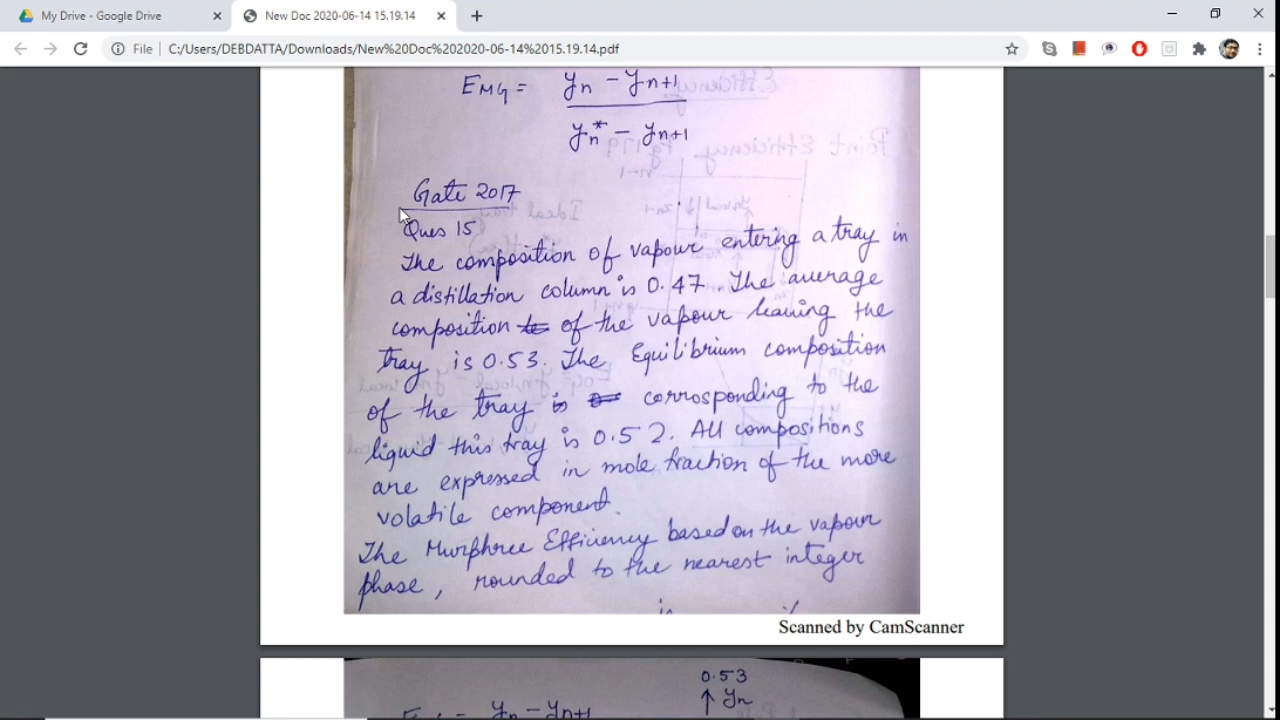 My Drive - Google Drive
New Doc 2020-06-14 15.19.14
File
C:/Users/DEBDATTA/Downloads/New%20Doc%202020-06-14%2015.19.14.pdf
EMG = yn - yn+1
yn* - yn+1
Gate 2017
Ques 15
The composition of vapour entering a tray in
a distillation column is 0.47. The average
composition of the vapour leaving the
tray is 0.53. The Equilibrium composition
of the tray is corrosponding to the
liquid this tray is 0.52. All compositions
are expressed in mole fraction of the more
volatile component.
The Murphree Efficiency based on the vapour
phase, rounded to the nearest integer
Scanned by CamScanner
0.53
↑ yn
yn - yn+1